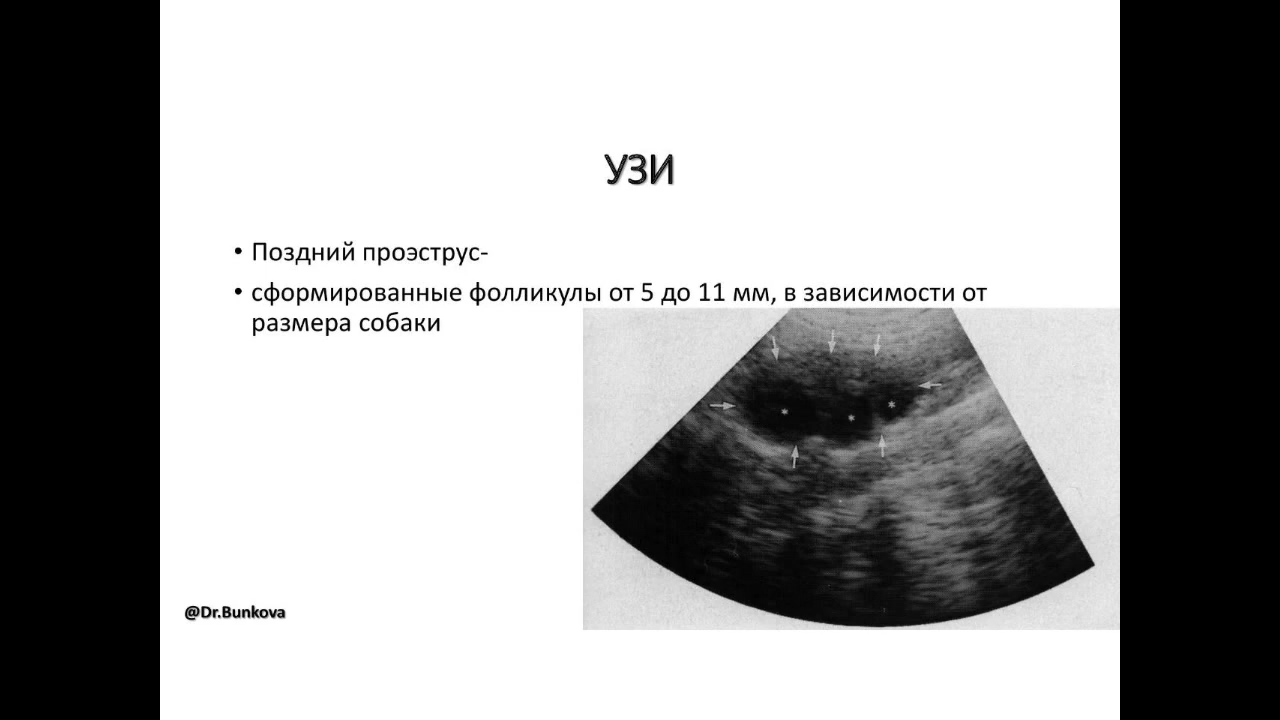 УЗИ
• Поздний проэструс-
• сформированные фолликулы от 5 до 11 мм, в зависимости от
размера собаки
* * *
@Dr.Bunkova